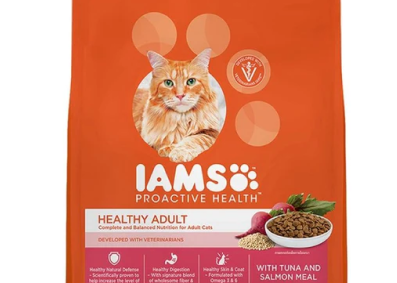 IAMS
PROACTIVE HEALTH™
HEALTHY ADULT
Complete and Balanced Nutrition for Adult Cats
DEVELOPED WITH VETERINARIANS
WITH TUNA AND
SALMON MEAL
Healthy Natural Defense
- Scientifically proven to
help increase the level of
Healthy Digestion
- With signature blend
of wholesome fiber &
Healthy Skin & Coat
- Formulated with
Omega 3 & 6